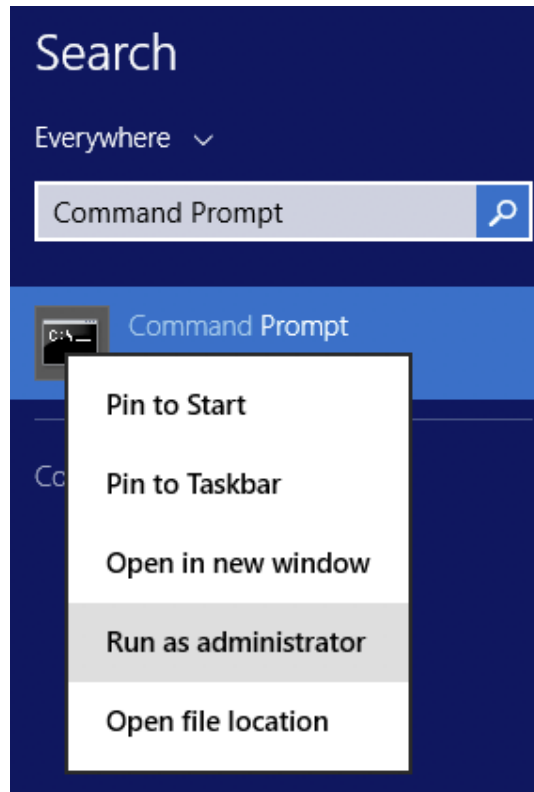 Search
Everywhere
Command Prompt
Command Prompt
Pin to Start
Co
Pin to Taskbar
Open in new window
Run as administrator
Open file location